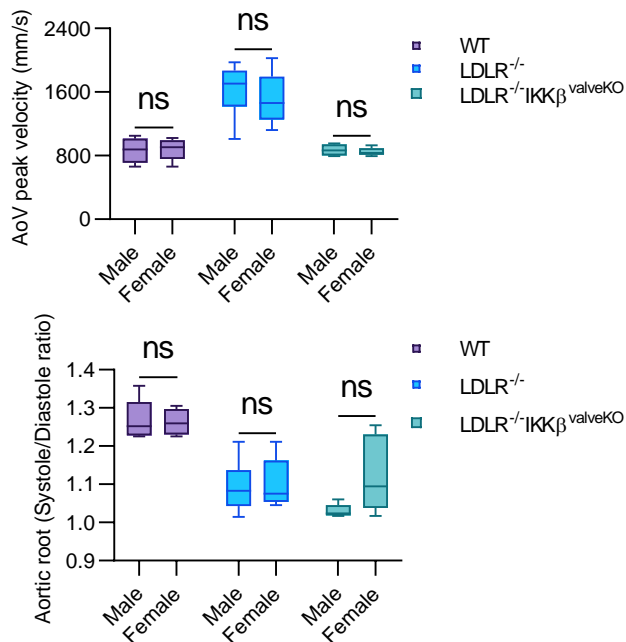 AoV peak velocity (mm/s)
2400
1600
800
0
ns
ns
ns
Male
Female
Male
Female
Male
Female
WT
LDLR-/-
LDLR-/-IKKβvalveKO
Aortic root (Systole/Diastole ratio)
1.4
1.3
1.2
1.1
1.0
0.9
ns
ns
ns
Male
Female
Male
Female
Male
Female
WT
LDLR-/-
LDLR-/-IKKβvalveKO